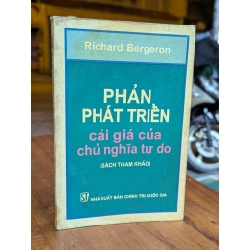 Richard Bergeron
PHẢN
PHÁT TRIỂN
cái giá của
chủ nghĩa tự do
(SÁCH THAM KHẢO)
NHÀ XUẤT BẢN CHÍNH TRỊ QUỐC GIA